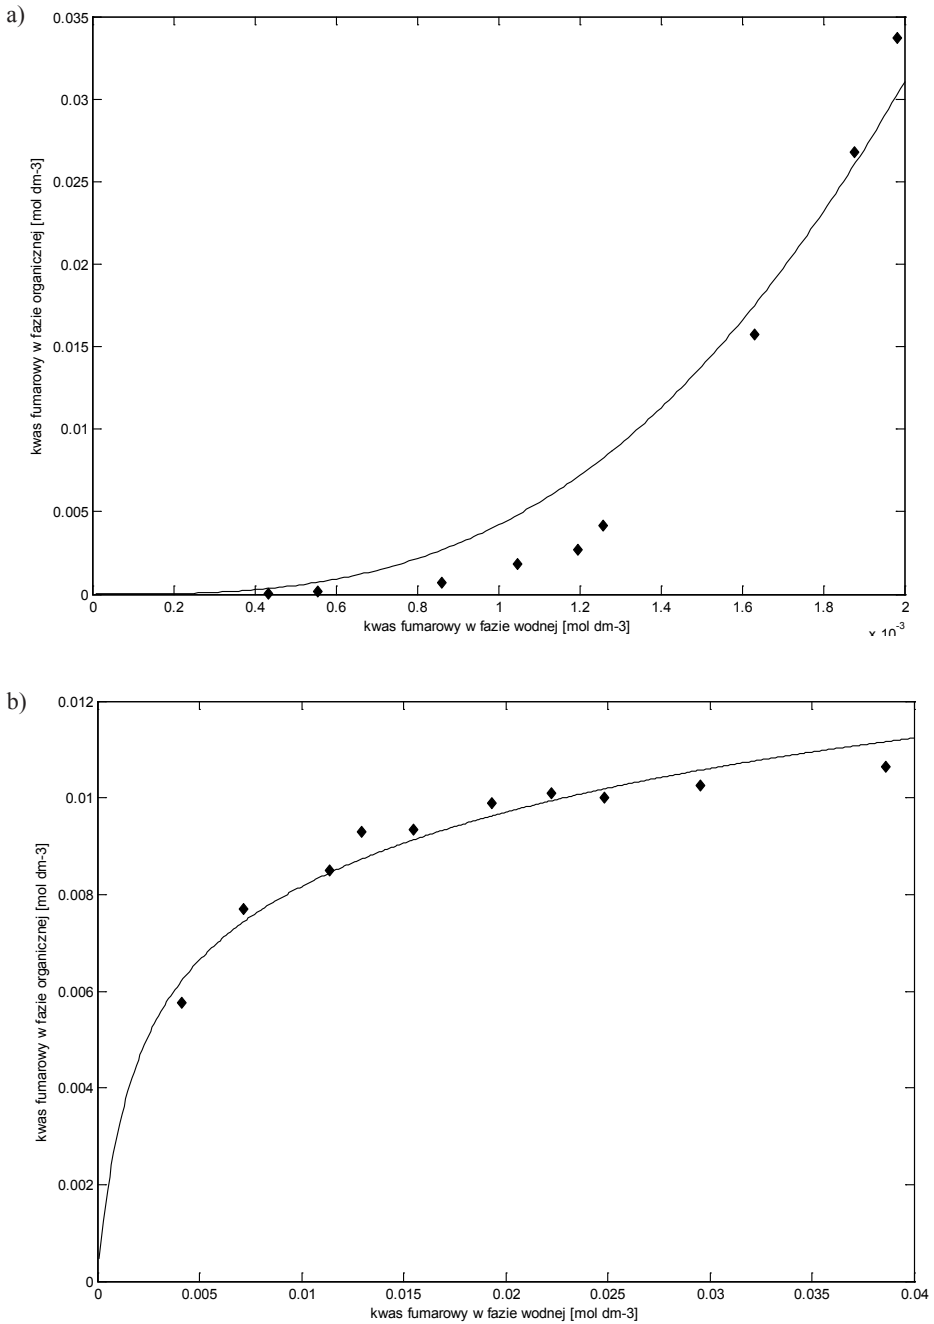 a)
0.035
0.03
0.025
0.02
0.015
0.01
0.005
0
kwas fumarowy w fazie organicznej [mol dm-3]
0 0.2 0.4 0.6 0.8 1 1.2 1.4 1.6 1.8 2
kwas fumarowy w fazie wodnej [mol dm-3]
x 10-3
b)
0.012
0.01
0.008
0.006
0.004
0.002
0
kwas fumarowy w fazie organicznej [mol dm-3]
0 0.005 0.01 0.015 0.02 0.025 0.03 0.035 0.04
kwas fumarowy w fazie wodnej [mol dm-3]